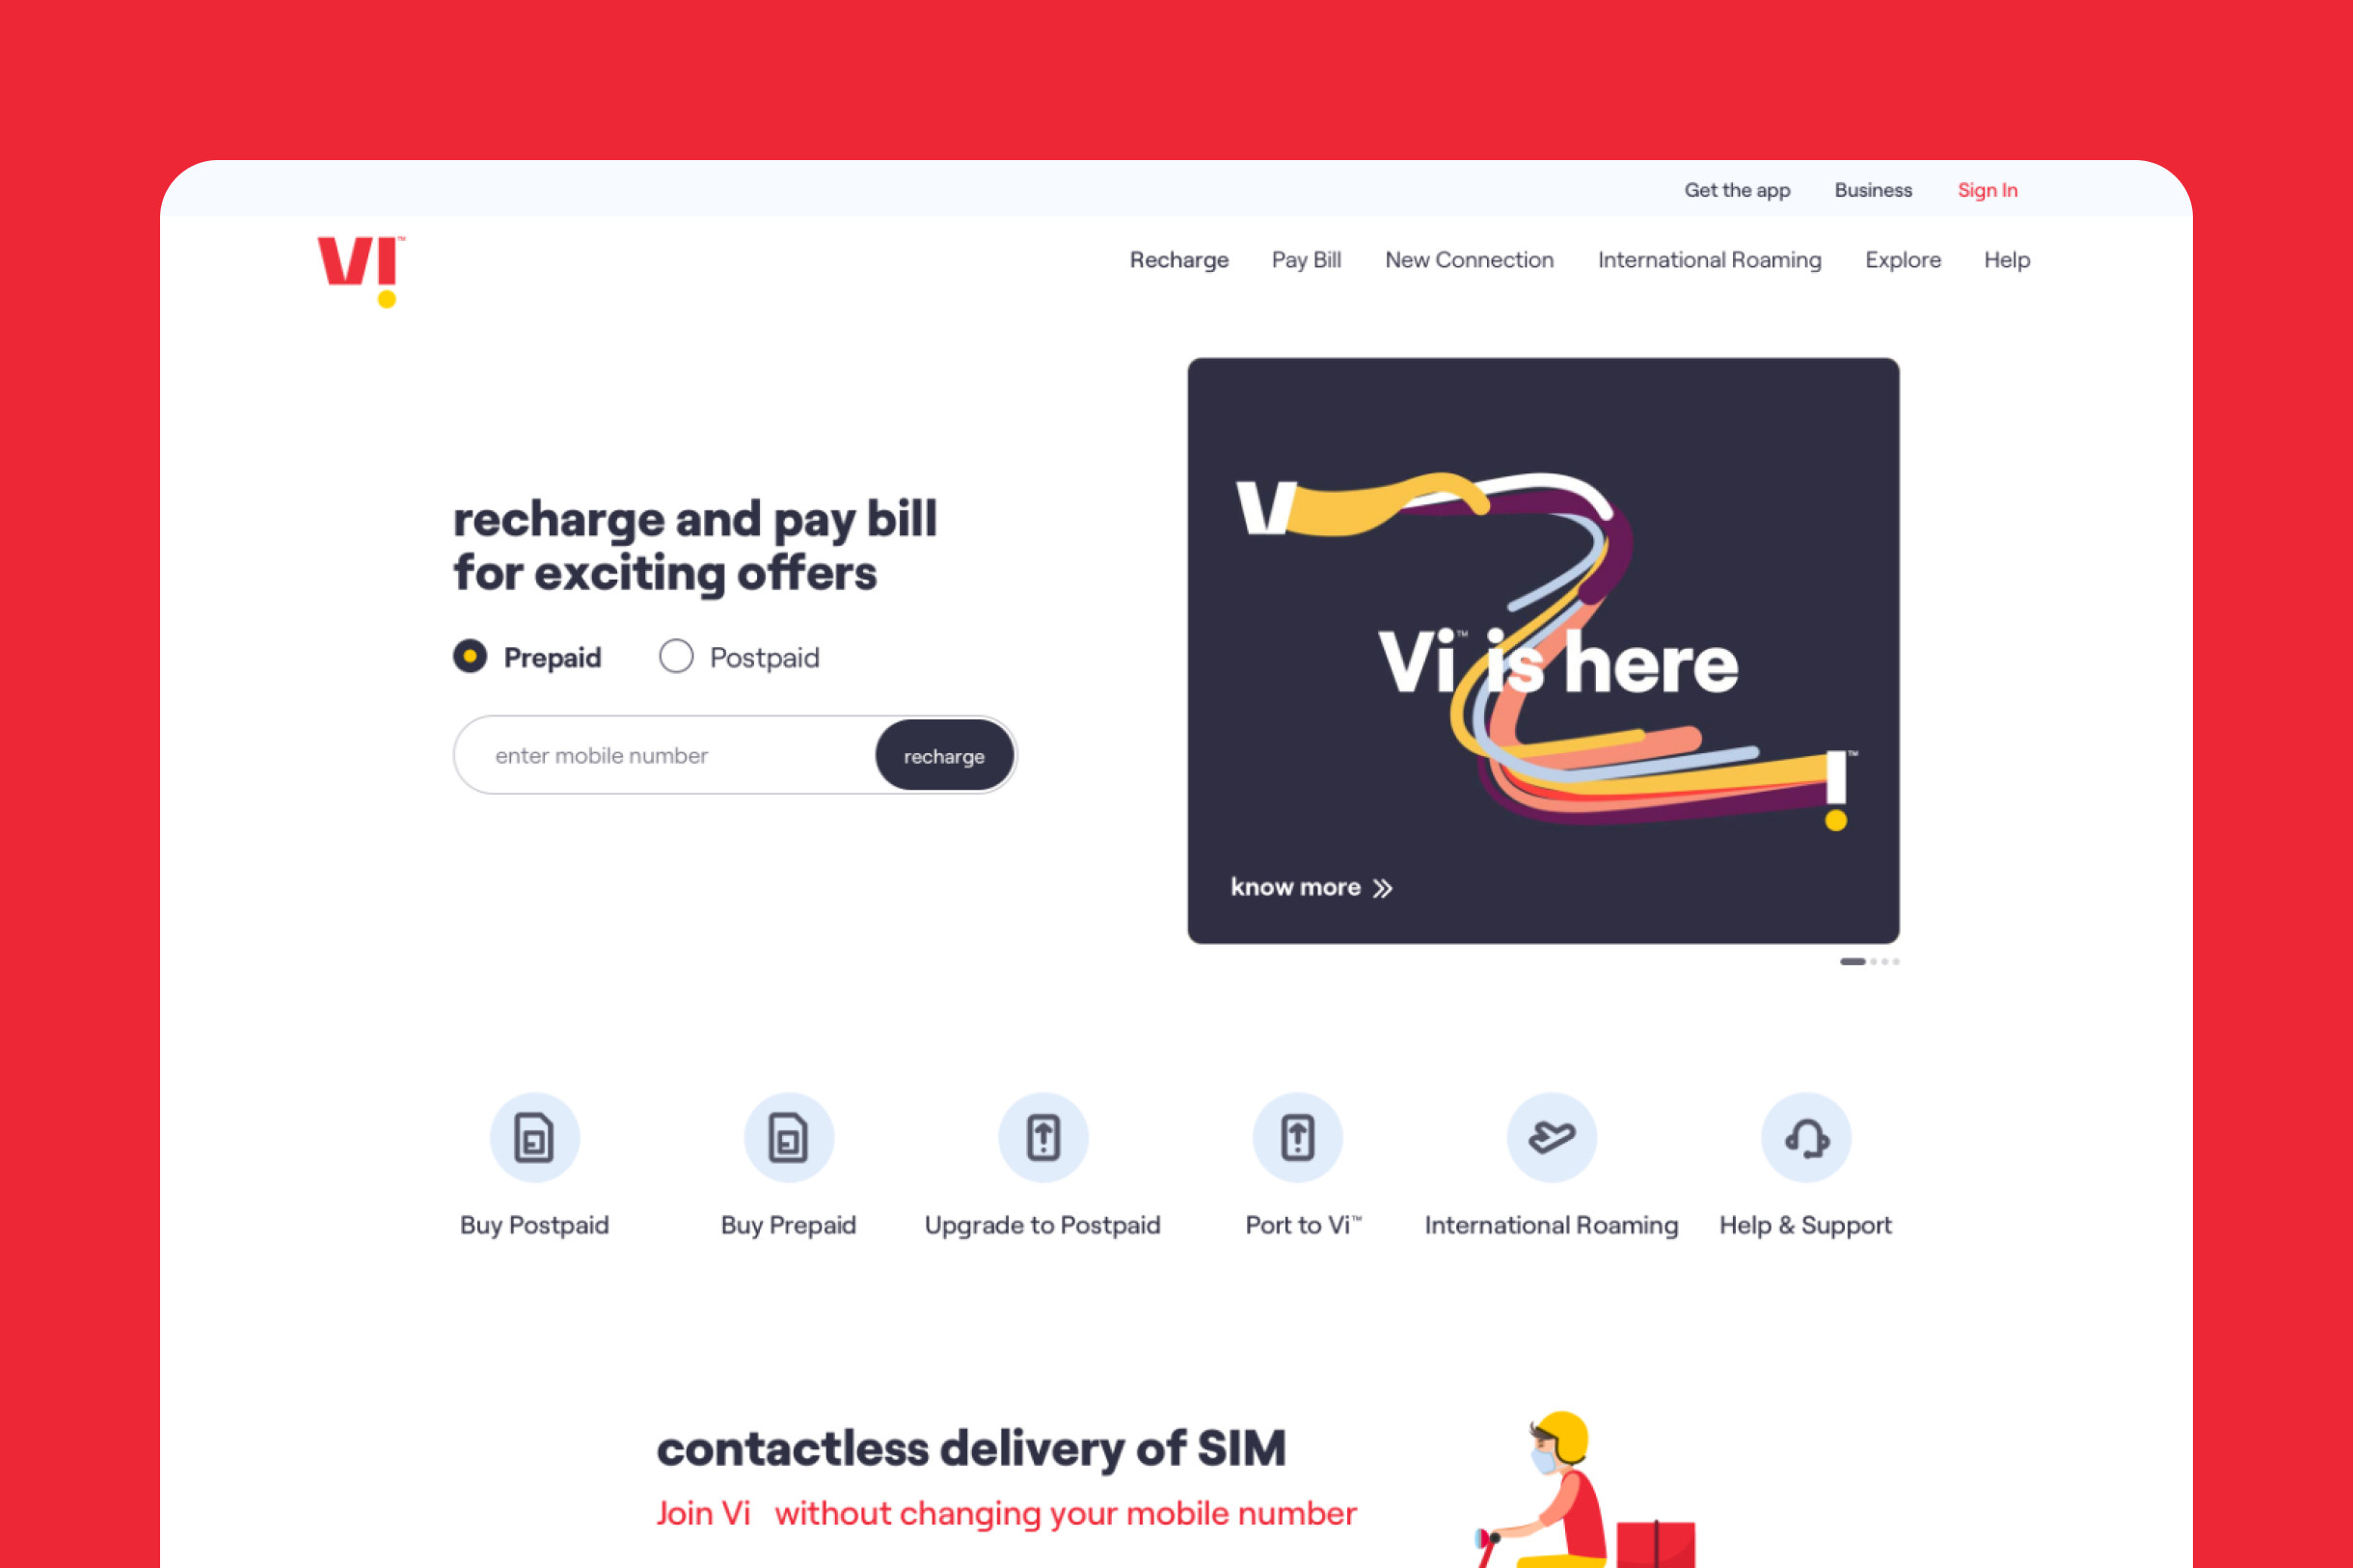 Get the app Business Sign In
VI™
Recharge Pay Bill New Connection International Roaming Explore Help
recharge and pay bill
for exciting offers
Prepaid Postpaid
enter mobile number recharge
V
Vi™ is here
I™
know more
Buy Postpaid Buy Prepaid Upgrade to Postpaid Port to Vi™ International Roaming Help & Support
contactless delivery of SIM
Join Vi without changing your mobile number